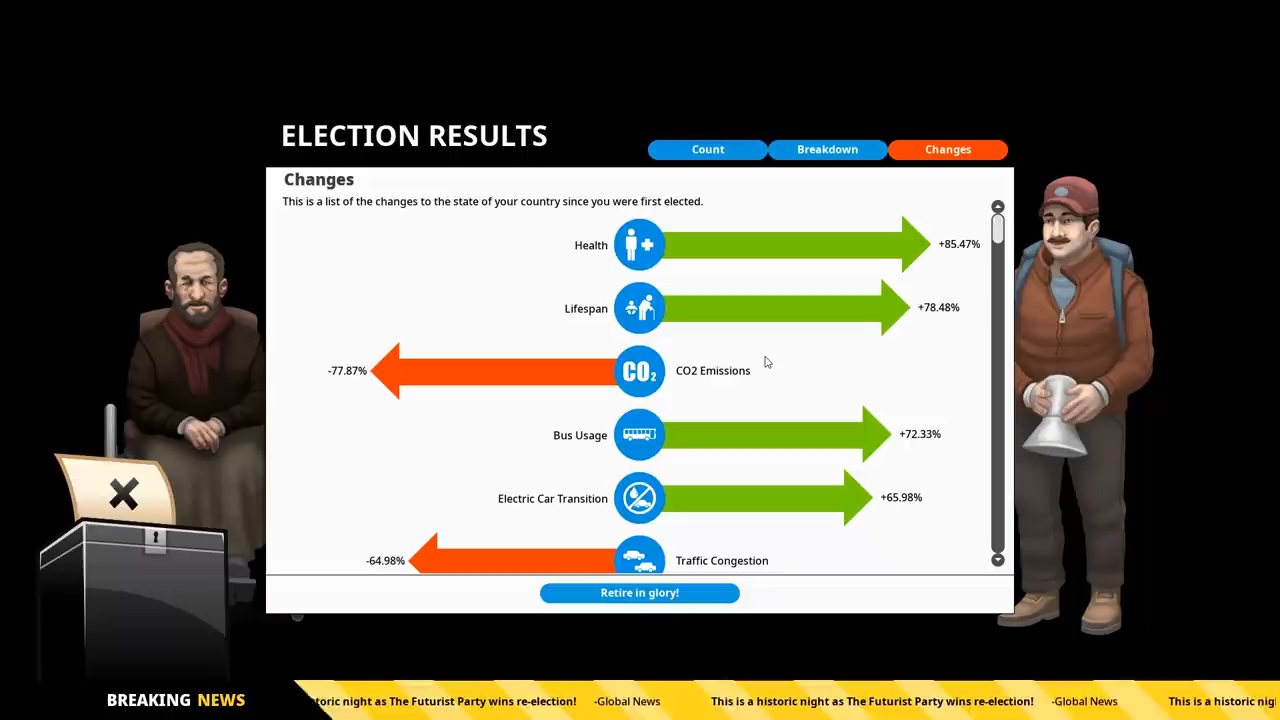 ELECTION RESULTS
Count
Breakdown
Changes
Changes
This is a list of the changes to the state of your country since you were first elected.
Health
+85.47%
Lifespan
+78.48%
-77.87%
CO₂
CO2 Emissions
Bus Usage
+72.33%
Electric Car Transition
+65.98%
-64.98%
Traffic Congestion
Retire in glory!
BREAKING NEWS
toric night as The Futurist Party wins re-election! -Global News This is a historic night as The Futurist Party wins re-election! -Global News This is a historic nig